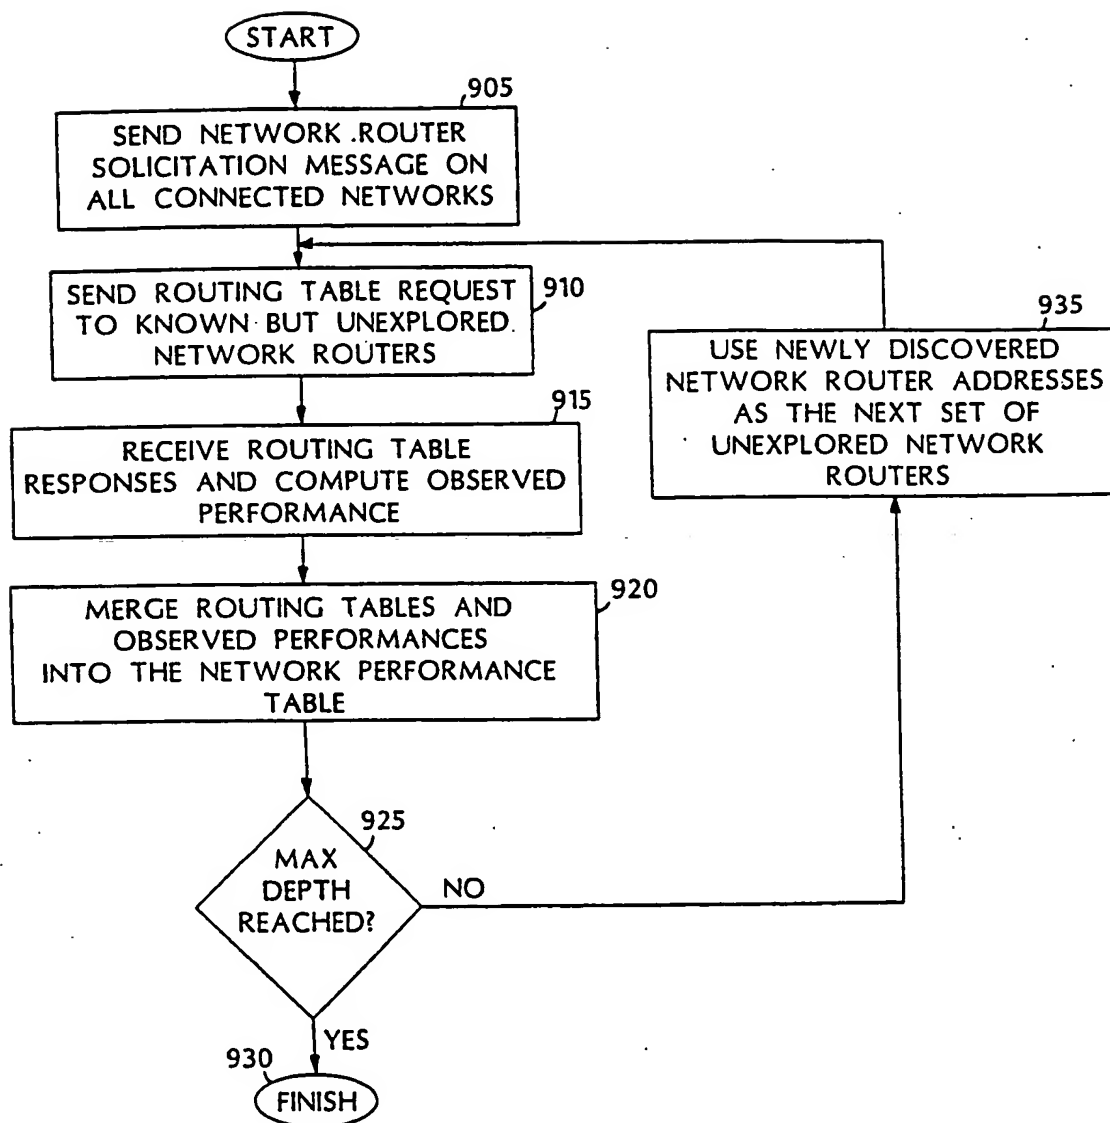 START
905
SEND NETWORK ROUTER
SOLICITATION MESSAGE ON
ALL CONNECTED NETWORKS
SEND ROUTING TABLE REQUEST
TO KNOWN BUT UNEXPLORED
NETWORK ROUTERS
910
915
RECEIVE ROUTING TABLE
RESPONSES AND COMPUTE OBSERVED
PERFORMANCE
920
MERGE ROUTING TABLES AND
OBSERVED PERFORMANCES
INTO THE NETWORK PERFORMANCE
TABLE
925
MAX
DEPTH
REACHED?
NO
YES
930
FINISH
935
USE NEWLY DISCOVERED
NETWORK ROUTER ADDRESSES
AS THE NEXT SET OF
UNEXPLORED NETWORK
ROUTERS